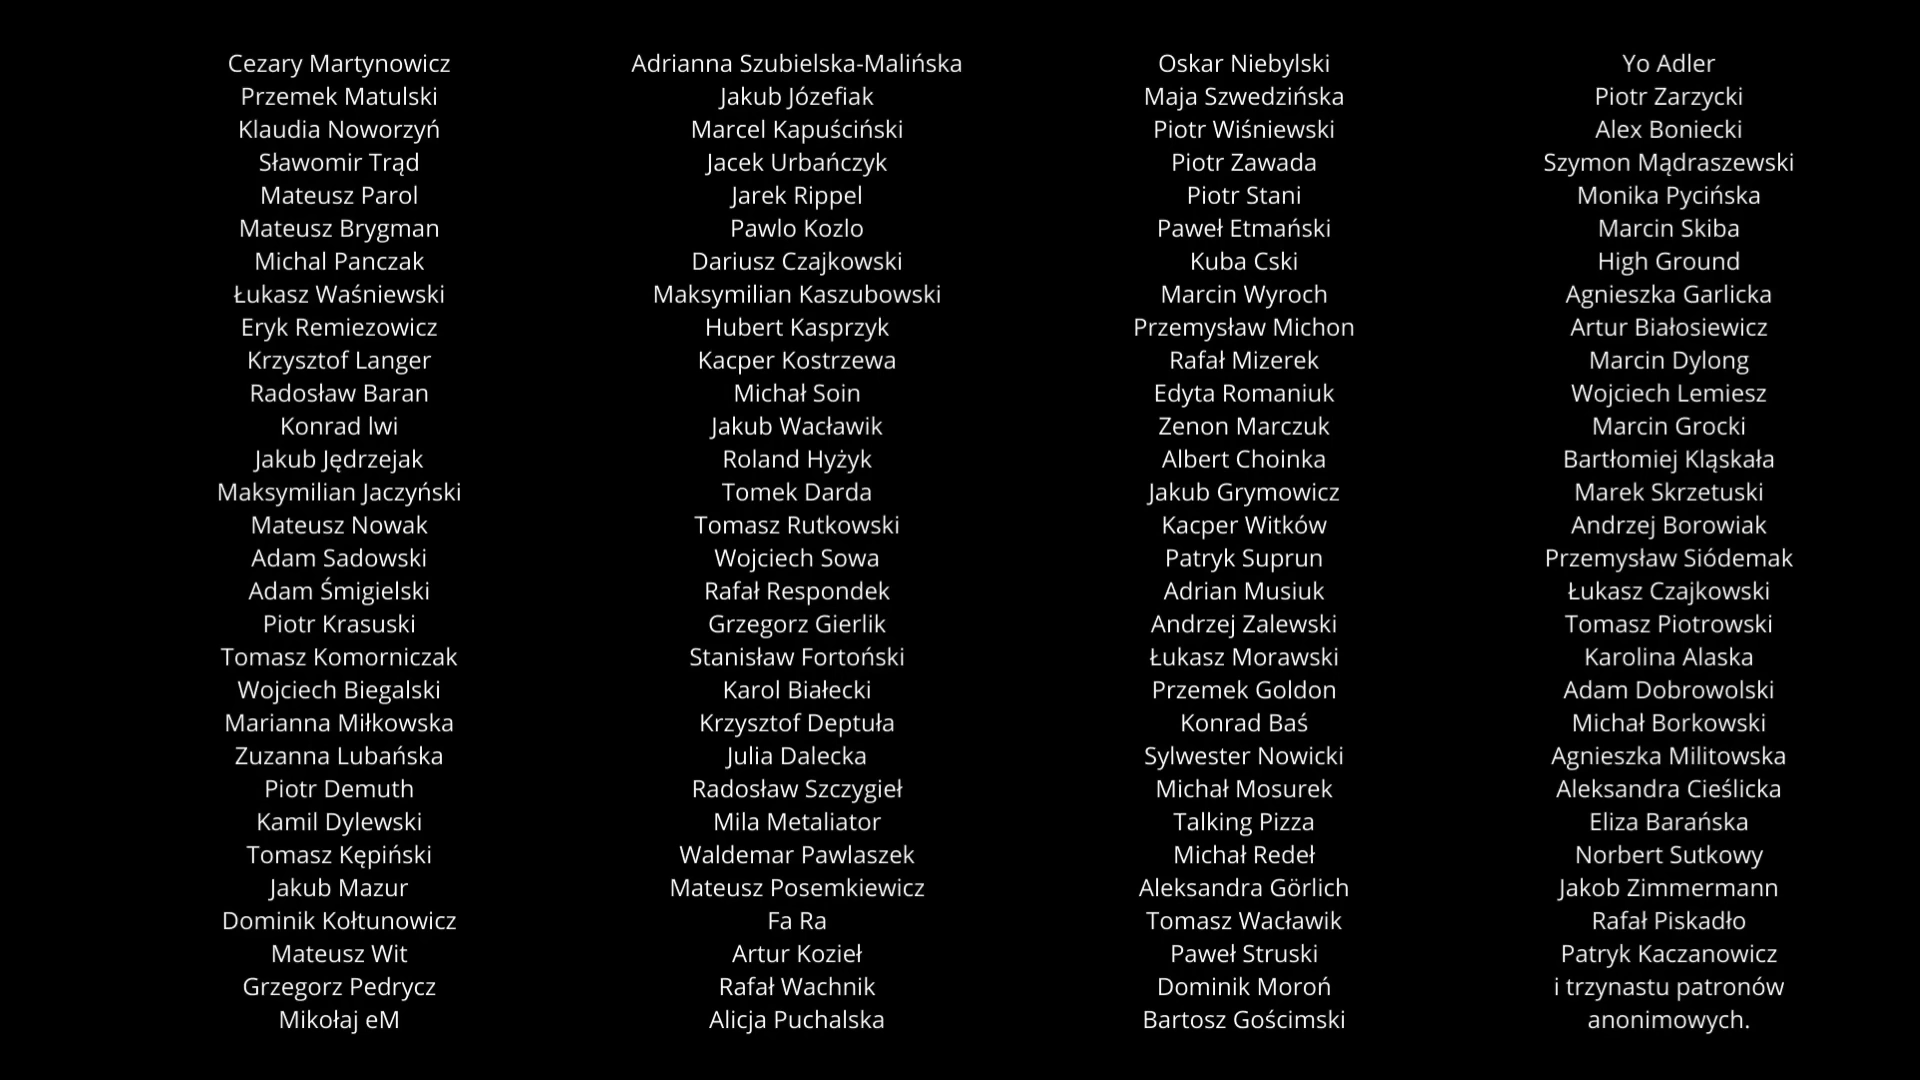 Cezary Martynowicz
Przemek Matulski
Klaudia Noworzyń
Sławomir Trąd
Mateusz Parol
Mateusz Brygman
Michal Panczak
Łukasz Waśniewski
Eryk Remiezowicz
Krzysztof Langer
Radosław Baran
Konrad lwi
Jakub Jędrzejak
Maksymilian Jaczyński
Mateusz Nowak
Adam Sadowski
Adam Śmigielski
Piotr Krasuski
Tomasz Komorniczak
Wojciech Biegalski
Marianna Miłkowska
Zuzanna Lubańska
Piotr Demuth
Kamil Dylewski
Tomasz Kępiński
Jakub Mazur
Dominik Kołtunowicz
Mateusz Wit
Grzegorz Pedrycz
Mikołaj eM
Adrianna Szubielska-Malińska
Jakub Józefiak
Marcel Kapuściński
Jacek Urbańczyk
Jarek Rippel
Pawlo Kozlo
Dariusz Czajkowski
Maksymilian Kaszubowski
Hubert Kasprzyk
Kacper Kostrzewa
Michał Soin
Jakub Wacławik
Roland Hyżyk
Tomek Darda
Tomasz Rutkowski
Wojciech Sowa
Rafał Respondek
Grzegorz Gierlik
Stanisław Fortoński
Karol Białecki
Krzysztof Deptuła
Julia Dalecka
Radosław Szczygieł
Mila Metaliator
Waldemar Pawlaszek
Mateusz Posemkiewicz
Fa Ra
Artur Kozieł
Rafał Wachnik
Alicja Puchalska
Oskar Niebylski
Maja Szwedzińska
Piotr Wiśniewski
Piotr Zawada
Piotr Stani
Paweł Etmański
Kuba Cski
Marcin Wyroch
Przemysław Michon
Rafał Mizerek
Edyta Romaniuk
Zenon Marczuk
Albert Choinka
Jakub Grymowicz
Kacper Witków
Patryk Suprun
Adrian Musiuk
Andrzej Zalewski
Łukasz Morawski
Przemek Goldon
Konrad Baś
Sylwester Nowicki
Michał Mosurek
Talking Pizza
Michał Redeł
Aleksandra Görlich
Tomasz Wacławik
Paweł Struski
Dominik Moroń
Bartosz Gościmski
Yo Adler
Piotr Zarzycki
Alex Boniecki
Szymon Mądraszewski
Monika Pycińska
Marcin Skiba
High Ground
Agnieszka Garlicka
Artur Białosiewicz
Marcin Dylong
Wojciech Lemiesz
Marcin Grocki
Bartłomiej Kląskała
Marek Skrzetuski
Andrzej Borowiak
Przemysław Siódemak
Łukasz Czajkowski
Tomasz Piotrowski
Karolina Alaska
Adam Dobrowolski
Michał Borkowski
Agnieszka Militowska
Aleksandra Cieślicka
Eliza Barańska
Norbert Sutkowy
Jakob Zimmermann
Rafał Piskadło
Patryk Kaczanowicz
i trzynastu patronów
anonimowych.